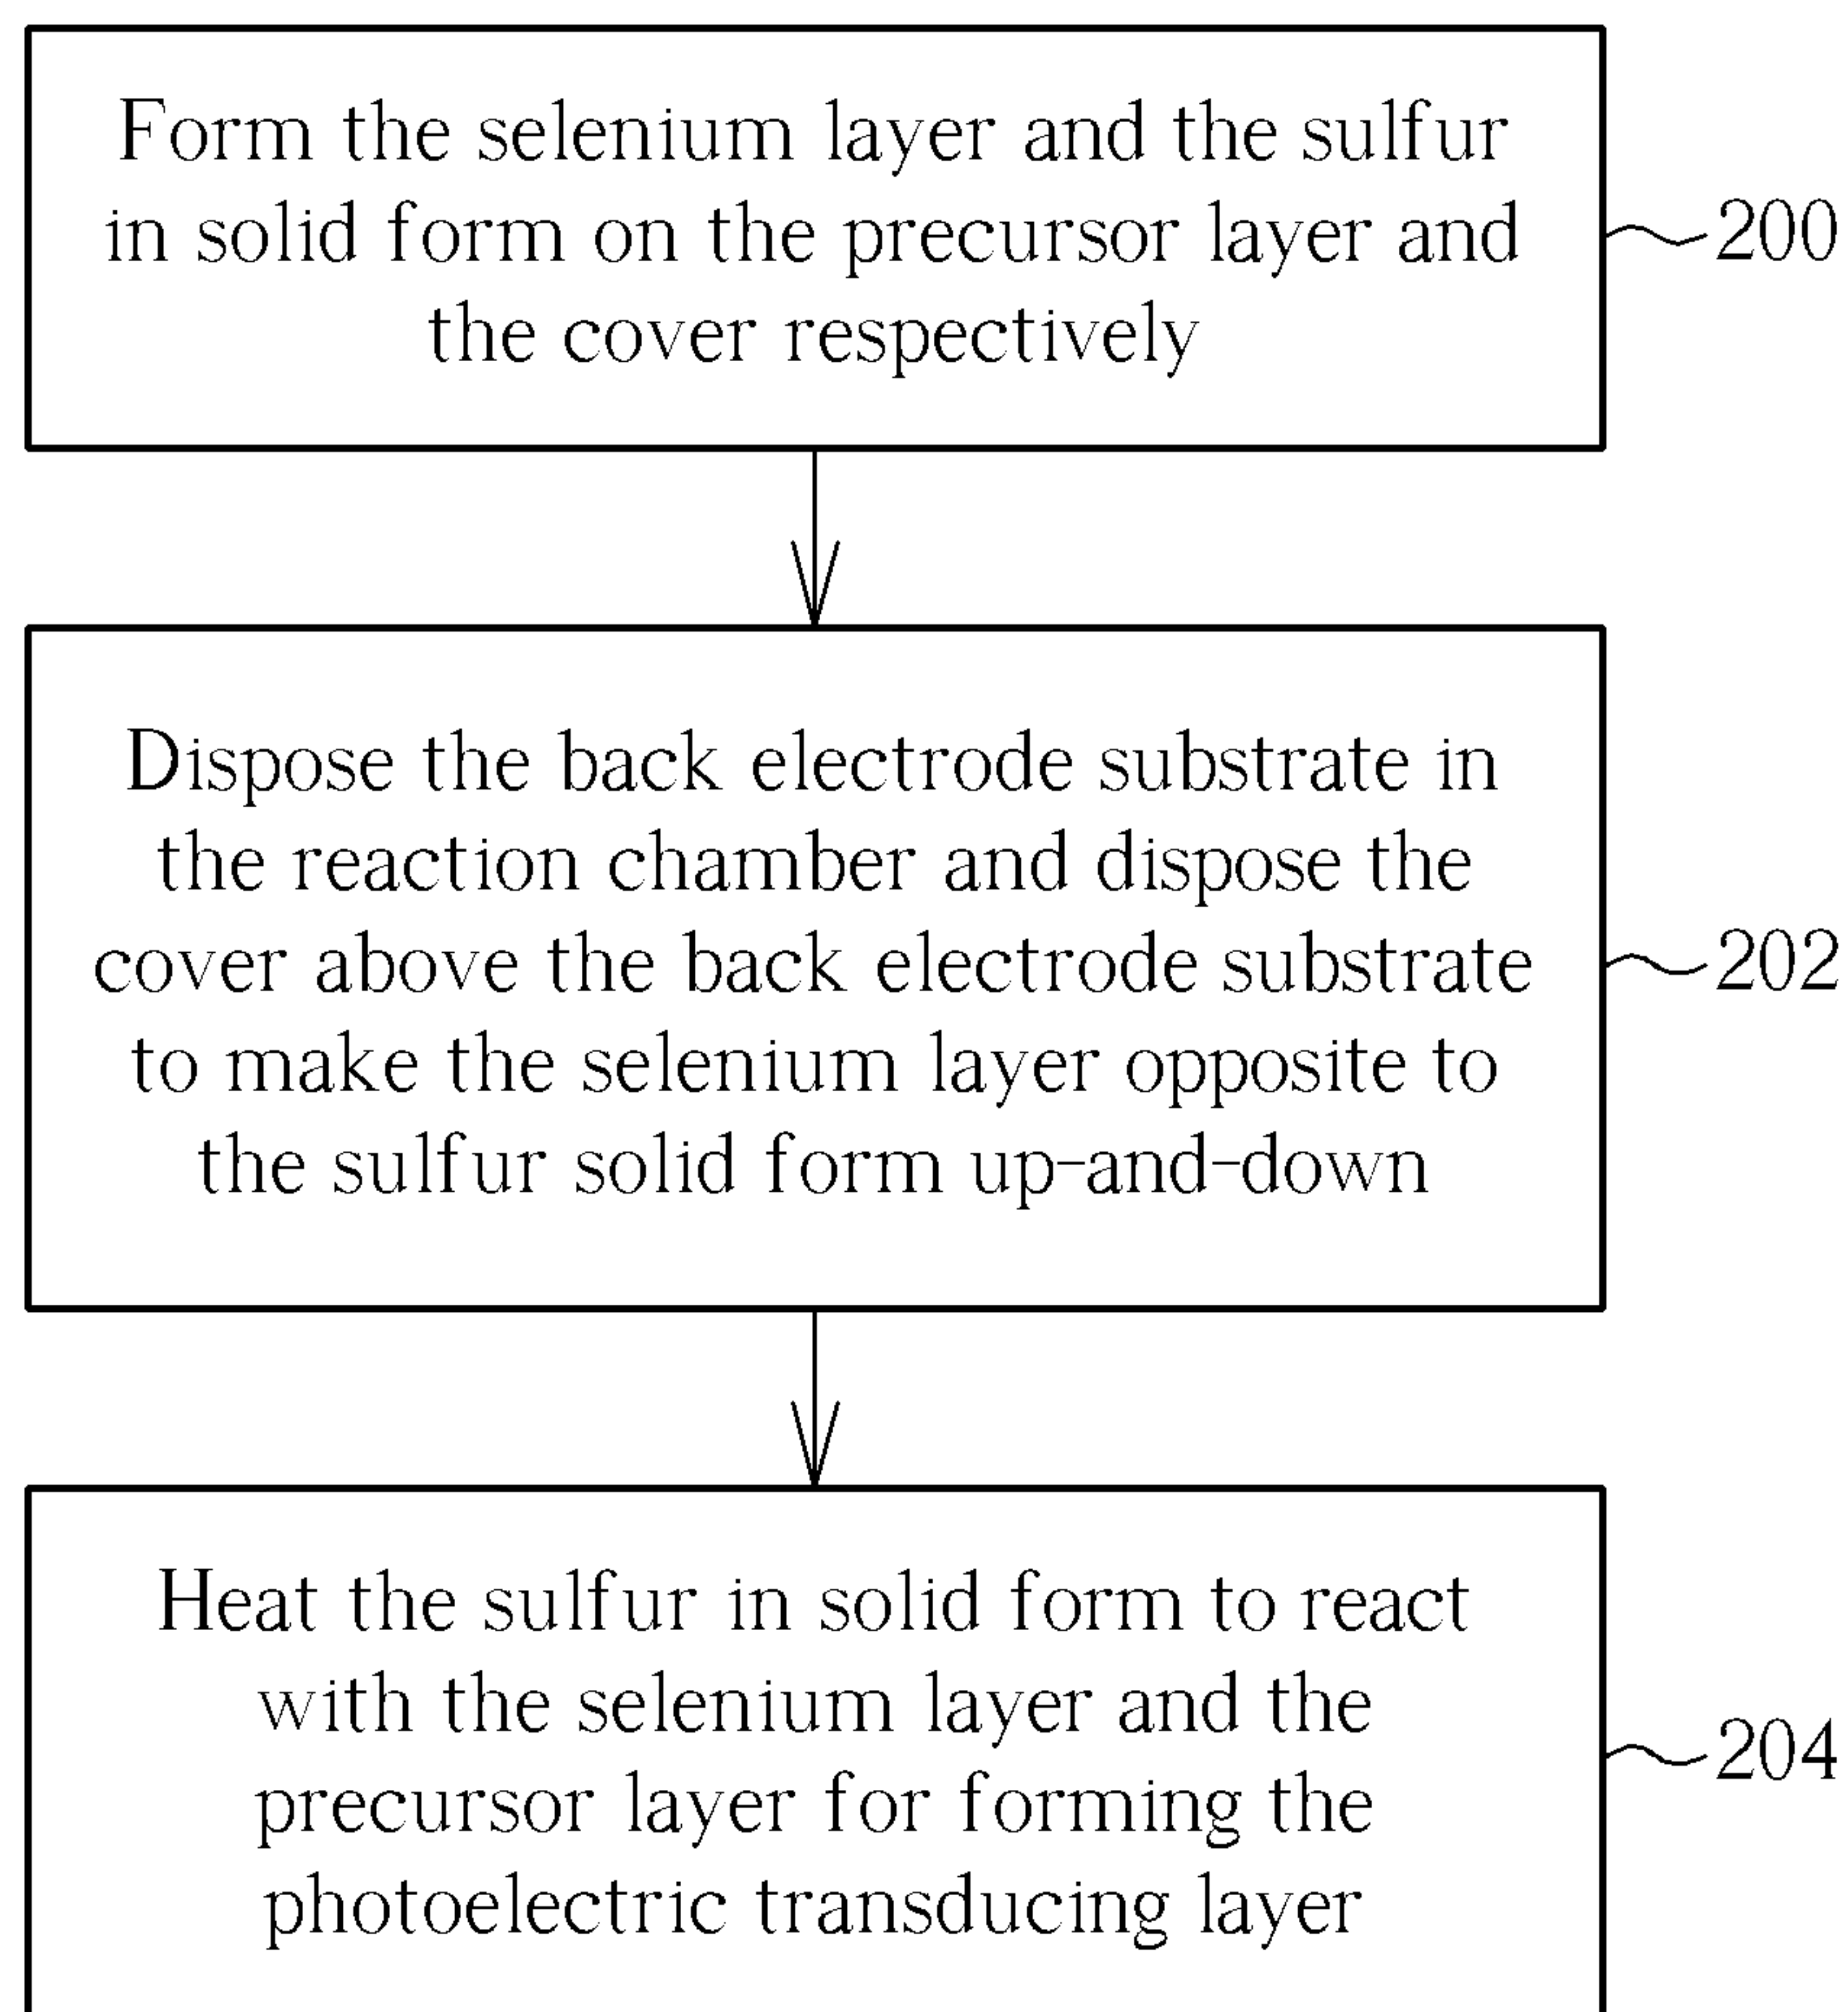 Form the selenium layer and the sulfur
in solid form on the precursor layer and
the cover respectively
200
Dispose the back electrode substrate in
the reaction chamber and dispose the
cover above the back electrode substrate
to make the selenium layer opposite to
the sulfur solid form up-and-down
202
Heat the sulfur in solid form to react
with the selenium layer and the
precursor layer for forming the
photoelectric transducing layer
204